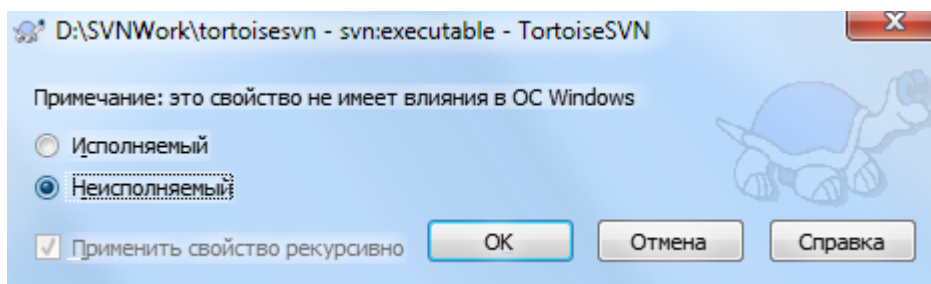 D:\SVNWork\tortoisesvn - svn:executable - TortoiseSVN
Примечание: это свойство не имеет влияния в ОС Windows
Исполняемый
Неисполняемый
Применить свойство рекурсивно
OK
Отмена
Справка